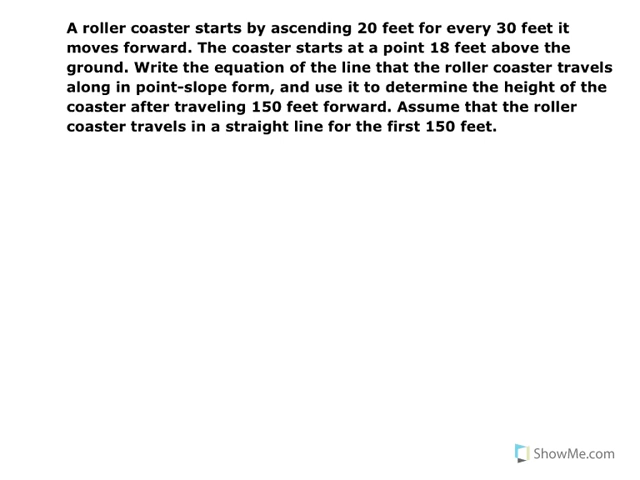 A roller coaster starts by ascending 20 feet for every 30 feet it
moves forward. The coaster starts at a point 18 feet above the
ground. Write the equation of the line that the roller coaster travels
along in point-slope form, and use it to determine the height of the
coaster after traveling 150 feet forward. Assume that the roller
coaster travels in a straight line for the first 150 feet.
ShowMe.com